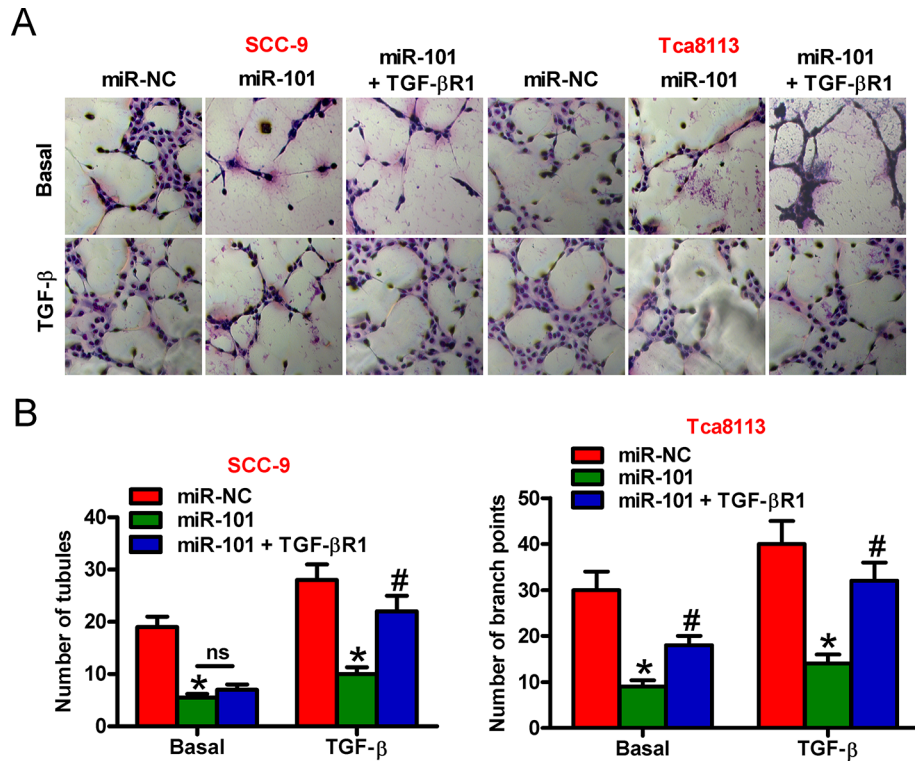 A
SCC-9
Tca8113
miR-NC
miR-101
miR-101
+ TGF-βR1
miR-NC
miR-101
miR-101
+ TGF-βR1
Basal
TGF-β
B
SCC-9
miR-NC
miR-101
miR-101 + TGF-βR1
Number of tubules
40
30
20
10
0
*
ns
*
#
Basal
TGF-β
Tca8113
miR-NC
miR-101
miR-101 + TGF-βR1
Number of branch points
50
40
30
20
10
0
*
#
*
#
Basal
TGF-β